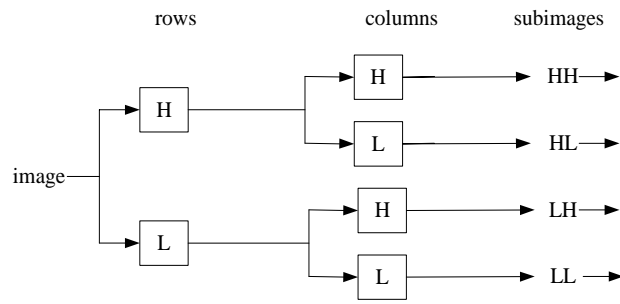 rows columns subimages
H HH
H
L HL
image
H LH
L
L LL